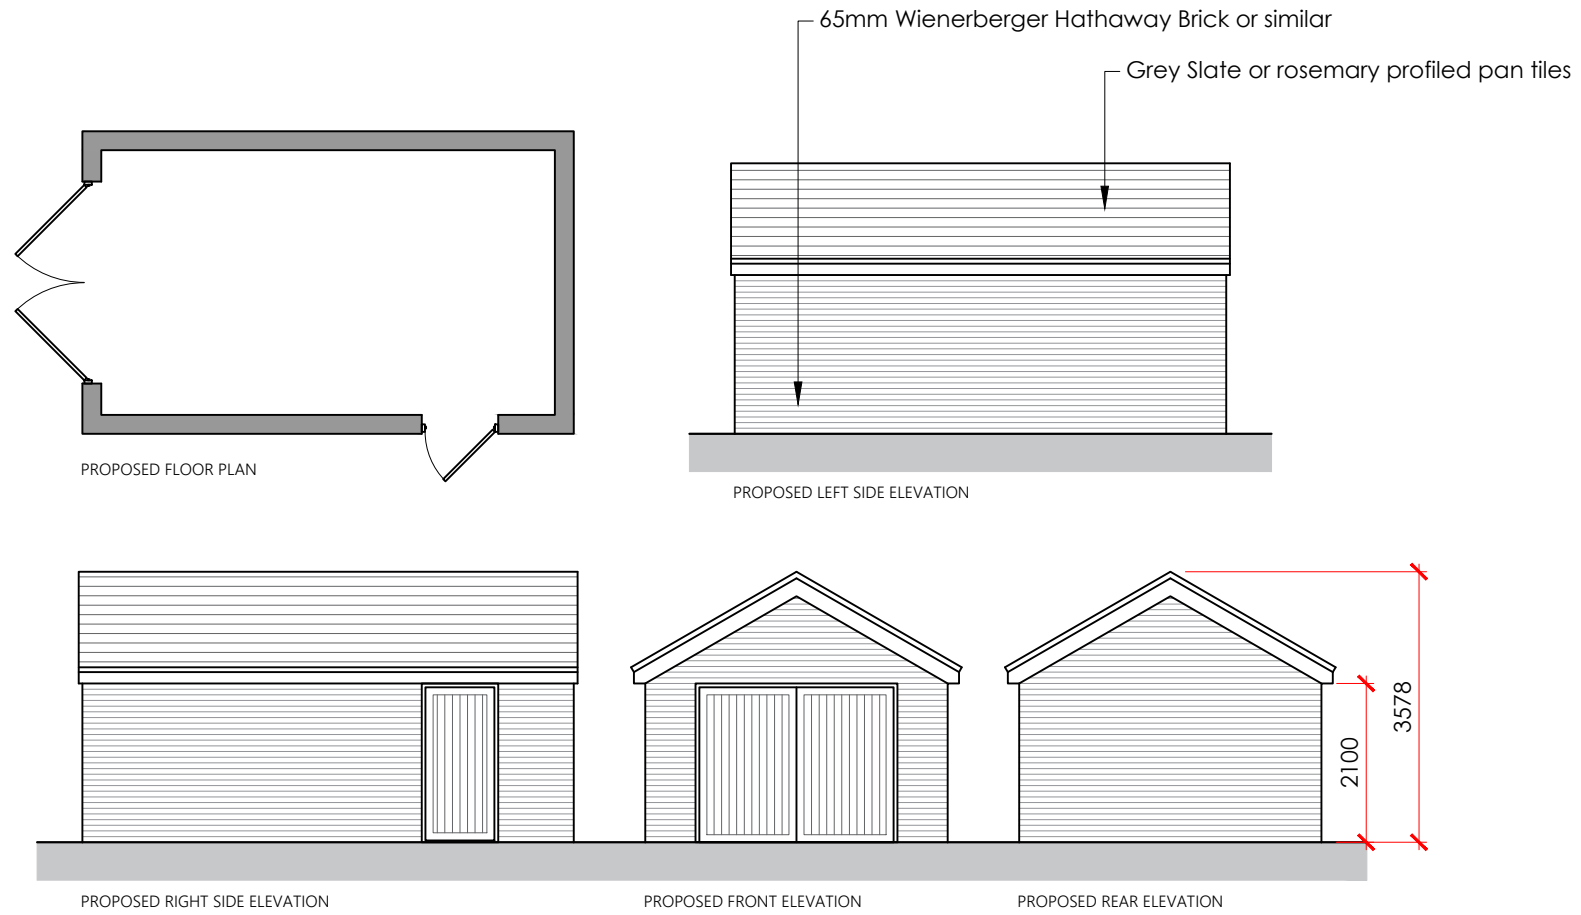 65mm Wienerberger Hathaway Brick or similar
Grey Slate or rosemary profiled pan tiles
PROPOSED FLOOR PLAN
PROPOSED LEFT SIDE ELEVATION
3578
2100
PROPOSED RIGHT SIDE ELEVATION
PROPOSED FRONT ELEVATION
PROPOSED REAR ELEVATION